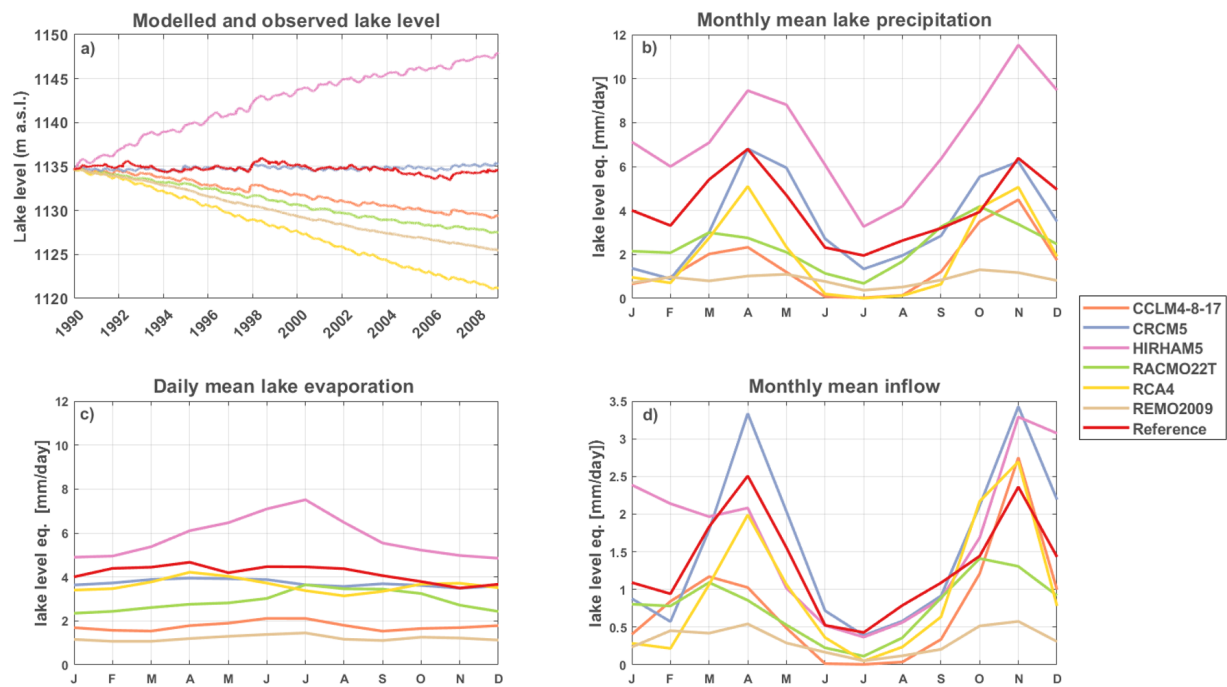 Modelled and observed lake level
a)
Lake level (m a.s.l.)
1150
1145
1140
1135
1130
1125
1120
1990
1992
1994
1996
1998
2000
2002
2004
2006
2008
Monthly mean lake precipitation
b)
lake level eq. [mm/day]
12
10
8
6
4
2
0
J F M A M J J A S O N D
CCLM4-8-17
CRCM5
HIRHAM5
RACMO22T
RCA4
REMO2009
Reference
Daily mean lake evaporation
c)
lake level eq. [mm/day]
12
10
8
6
4
2
0
J F M A M J J A S O N D
Monthly mean inflow
d)
lake level eq. [mm/day])
3.5
3
2.5
2
1.5
1
0.5
0
J F M A M J J A S O N D